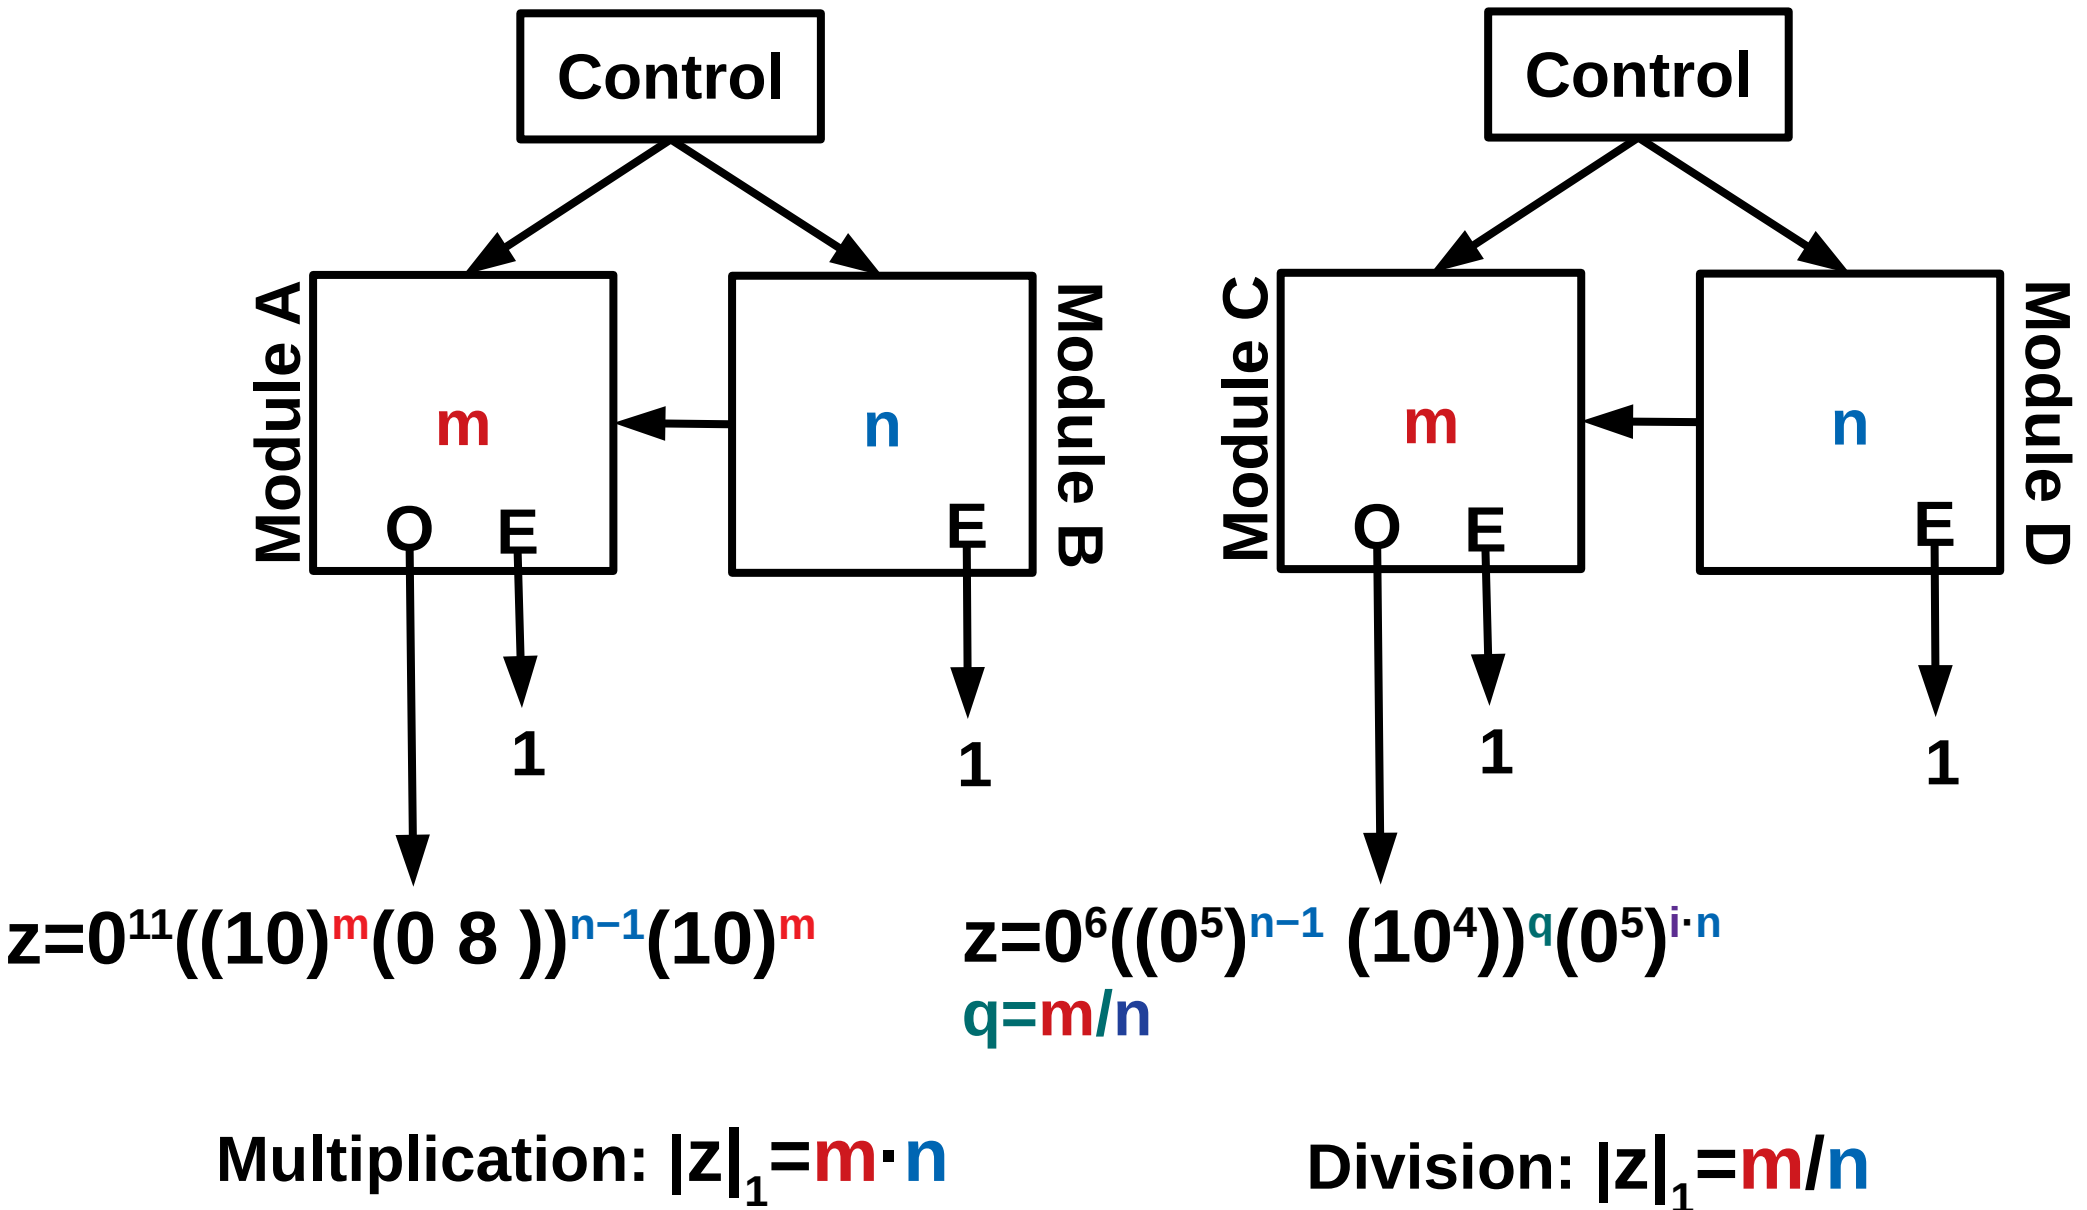 Control
Control
Module A
m
O
E
n
E
Module B
Module C
m
O
E
n
E
Module D
1
1
1
1
z=0¹¹((10)ᵐ(0 8 ))ⁿ⁻¹(10)ᵐ
z=0⁶((0⁵)ⁿ⁻¹ (10⁴))^q(0⁵)^i·n
q=m/n
Multiplication: |z|₁=m·n
Division: |z|₁=m/n